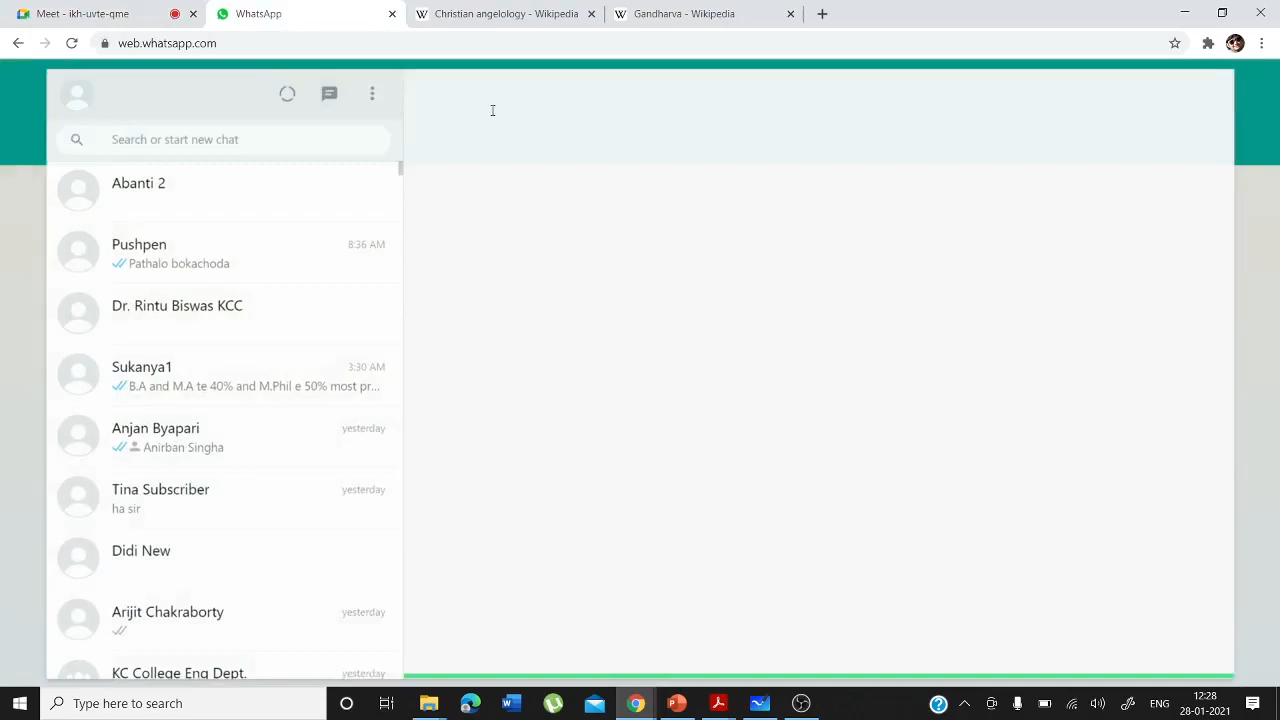 Meet - ikh-uvte-qng
WhatsApp
Christian angelology - Wikipedia
Gandharva - Wikipedia
web.whatsapp.com
Search or start new chat
Abanti 2
Pushpen 8:36 AM
Pathalo bokachoda
Dr. Rintu Biswas KCC
Sukanya1 3:30 AM
B.A and M.A te 40% and M.Phil e 50% most pr...
Anjan Byapari yesterday
Anirban Singha
Tina Subscriber yesterday
ha sir
Didi New
Arijit Chakraborty yesterday
KC College Eng Dept. yesterday
Type here to search
ENG
12:28
28-01-2021